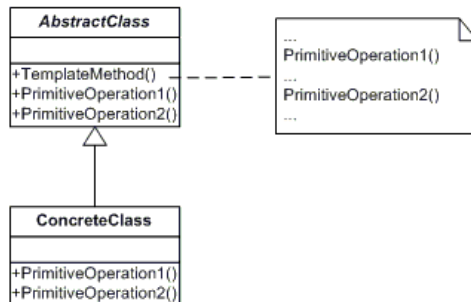 AbstractClass
+TemplateMethod()
+PrimitiveOperation1()
+PrimitiveOperation2()
...
PrimitiveOperation1()
...
PrimitiveOperation2()
...
ConcreteClass
+PrimitiveOperation1()
+PrimitiveOperation2()